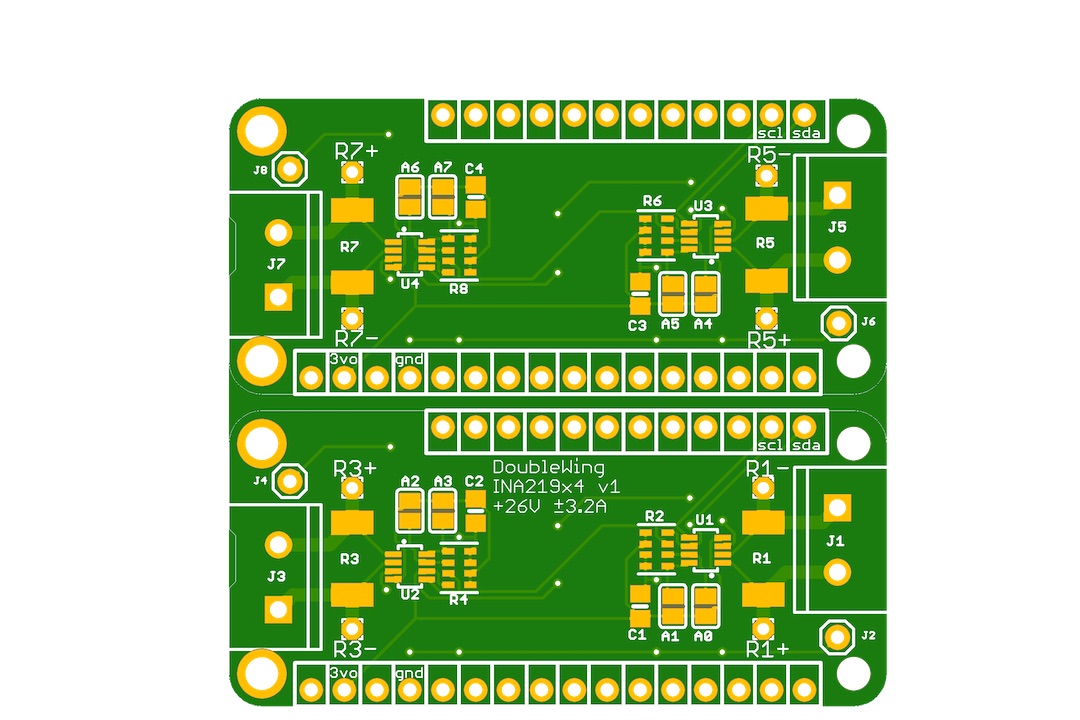 scl sda
R7+
R5-
J8
A6 A7 C4
R6
U3
J5
R7
R5
J7
U4
R8
C3 A5 A4
J6
R7-
R5+
3vo gnd
scl sda
R3+
DoubleWing
R1-
J4
A2 A3 C2
INA219x4 v1
+26V ±3.2A
R2
U1
J1
R3
R1
J3
U2
R4
C1 A1 A0
J2
R3-
R1+
3vo gnd